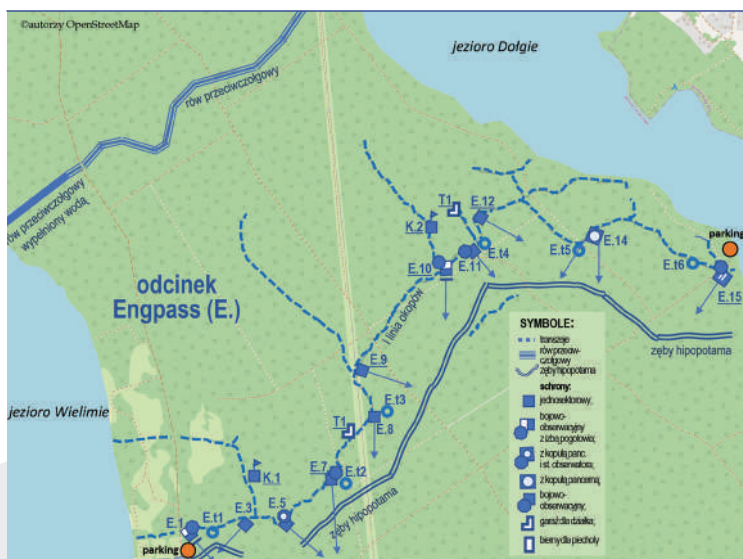 ©autorzy OpenStreetMap
jezioro Dołgie
rów przeciwczołgowy
rów przeciwczołgowy
wypełniony wodą
odcinek
Engpass (E.)
jezioro Wielimie
T1
E.12
K.2
E.t4
E.10
E.11
E.t5
E.14
parking
E.t6
E.15
I linia okopów
zęby hipopotama
E.9
E.t3
E.8
T1
E.7
E.t2
K.1
E.5
E.3
E.t1
E.1
parking
zęby hipopotama
SYMBOLE:
transzeje
rów przeciw-
czołgowy
zęby hipopotama
schrony:
jednosektorowy;
bojowo-
obserwacyjny
z izbą pogotowia;
z kopułą panc.
i st. obserwatora;
z kopułą pancerną;
bojowo-
obserwacyjny;
garaż dla działka;
bierny dla piechoty